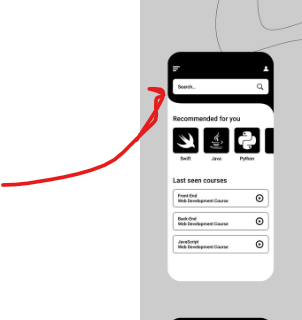 Search...
Recommended for you
Swift Java Python
Last seen courses
Front End
Web Development Course
Back End
Web Development Course
JavaScript
Web Development Course